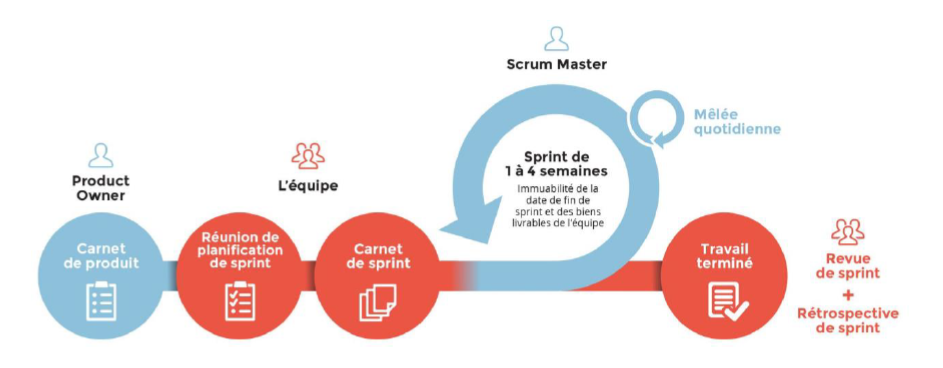 Product
Owner
Carnet
de produit
L'équipe
Réunion de
planification
de sprint
Carnet
de sprint
Scrum Master
Mêlée
quotidienne
Sprint de
1 à 4 semaines
Immuabilité de la
date de fin de
sprint et des biens
livrables de l'équipe
Travail
terminé
Revue
de sprint
+
Rétrospective
de sprint